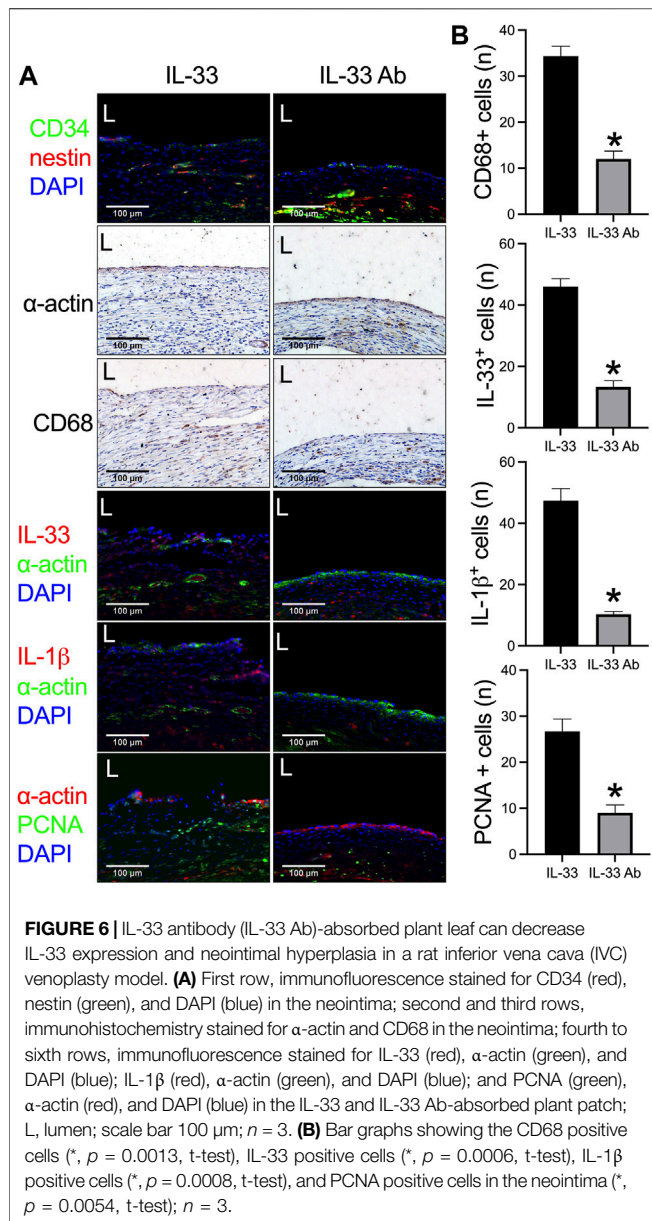 A
IL-33
IL-33 Ab
CD34
nestin
DAPI
L
L
100 µm
100 µm
α-actin
L
L
100 µm
100 µm
CD68
L
L
100 µm
100 µm
IL-33
α-actin
DAPI
L
L
100 µm
100 µm
IL-1β
α-actin
DAPI
L
L
100 µm
100 µm
α-actin
PCNA
DAPI
L
L
100 µm
100 µm
B
CD68+ cells (n)
40
30
20
10
0
*
IL-33
IL-33 Ab
IL-33+ cells (n)
60
40
20
0
*
IL-33
IL-33 Ab
IL-1β+ cells (n)
60
40
20
0
*
IL-33
IL-33 Ab
PCNA + cells (n)
40
30
20
10
0
*
IL-33
IL-33 Ab
FIGURE 6 | IL-33 antibody (IL-33 Ab)-absorbed plant leaf can decrease
IL-33 expression and neointimal hyperplasia in a rat inferior vena cava (IVC)
venoplasty model. (A) First row, immunofluorescence stained for CD34 (red),
nestin (green), and DAPI (blue) in the neointima; second and third rows,
immunohistochemistry stained for α-actin and CD68 in the neointima; fourth to
sixth rows, immunofluorescence stained for IL-33 (red), α-actin (green), and
DAPI (blue); IL-1β (red), α-actin (green), and DAPI (blue); and PCNA (green),
α-actin (red), and DAPI (blue) in the IL-33 and IL-33 Ab-absorbed plant patch;
L, lumen; scale bar 100 µm; n = 3. (B) Bar graphs showing the CD68 positive
cells (*, p = 0.0013, t-test), IL-33 positive cells (*, p = 0.0006, t-test), IL-1β
positive cells (*, p = 0.0008, t-test), and PCNA positive cells in the neointima (*,
p = 0.0054, t-test); n = 3.